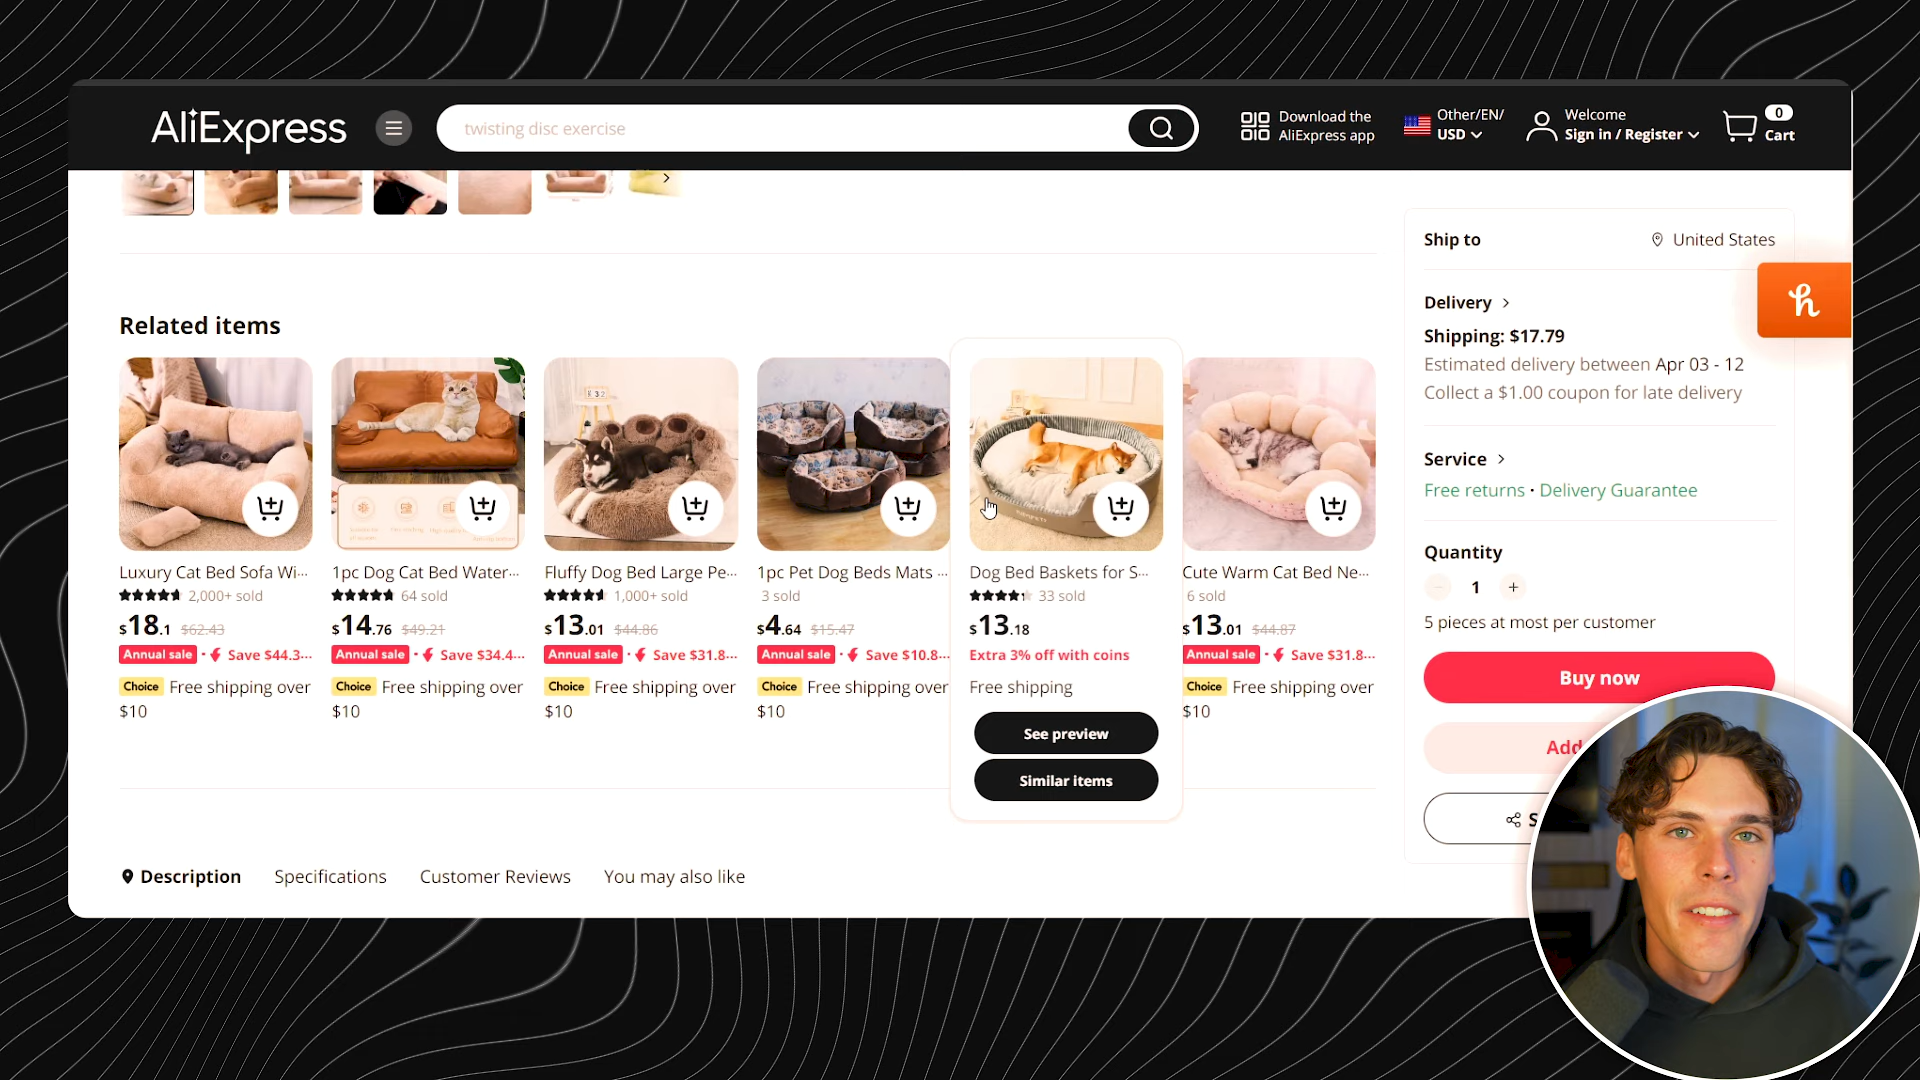 AliExpress
twisting disc exercise
Download the
AliExpress app
Other/EN/
USD
Welcome
Sign in / Register
0
Cart
Ship to
United States
Delivery
Shipping: $17.79
Estimated delivery between Apr 03 - 12
Collect a $1.00 coupon for late delivery
Service
Free returns · Delivery Guarantee
Quantity
1
5 pieces at most per customer
Buy now
Add
S
Related items
Luxury Cat Bed Sofa Wi...
2,000+ sold
$18.1 $62.43
Annual sale · Save $44.3...
Choice Free shipping over
$10
1pc Dog Cat Bed Water...
64 sold
$14.76 $49.21
Annual sale · Save $34.4...
Choice Free shipping over
$10
Fluffy Dog Bed Large Pe...
1,000+ sold
$13.01 $44.86
Annual sale · Save $31.8...
Choice Free shipping over
$10
1pc Pet Dog Beds Mats ...
3 sold
$4.64 $15.47
Annual sale · Save $10.8...
Choice Free shipping over
$10
Dog Bed Baskets for S...
33 sold
$13.18
Extra 3% off with coins
Free shipping
See preview
Similar items
Cute Warm Cat Bed Ne...
6 sold
$13.01 $44.87
Annual sale · Save $31.8...
Choice Free shipping over
$10
Description
Specifications
Customer Reviews
You may also like